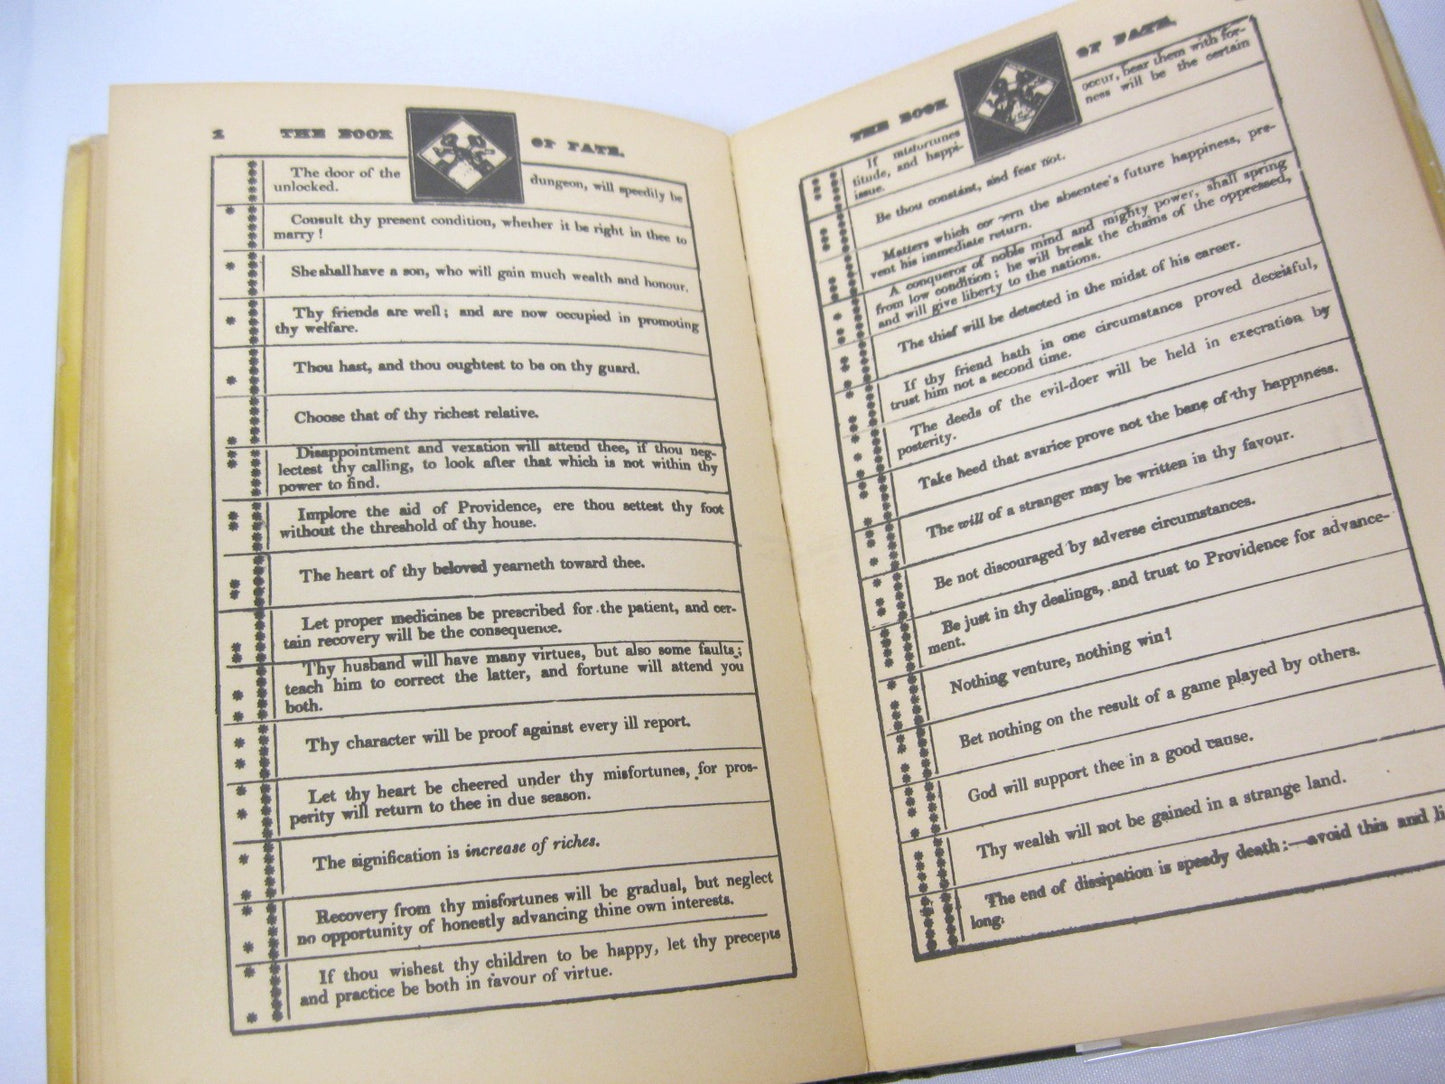 2 THE BOOK OF FATE.
The door of the dungeon, will speedily be
unlocked.
Consult thy present condition, whether it be right in thee to
marry!
She shall have a son, who will gain much wealth and honour.
Thy friends are well; and are now occupied in promoting
thy welfare.
Thou hast, and thou oughtest to be on thy guard.
Choose that of thy richest relative.
Disappointment and vexation will attend thee, if thou neg-
lectest thy calling, to look after that which is not within thy
power to find.
Implore the aid of Providence, ere thou settest thy foot
without the threshold of thy house.
The heart of thy beloved yearneth toward thee.
Let proper medicines be prescribed for the patient, and cer-
tain recovery will be the consequence.
Thy husband will have many virtues, but also some faults;
teach him to correct the latter, and fortune will attend you
both.
Thy character will be proof against every ill report.
Let thy heart be cheered under thy misfortunes, for pros-
perity will return to thee in due season.
The signification is increase of riches.
Recovery from thy misfortunes will be gradual, but neglect
no opportunity of honestly advancing thine own interests.
If thou wishest thy children to be happy, let thy precepts
and practice be both in favour of virtue.
THE BOOK OF FATE.
If misfortunes occur, bear them with for-
titude, and happi- ness will be the certain
issue.
Be thou constant, and fear not.
Matters which concern the absentee's future happiness, pre-
vent his immediate return.
A conqueror of noble mind and mighty power, shall spring
from low condition; he will break the chains of the oppressed,
and will give liberty to the nations.
The thief will be detected in the midst of his career.
If thy friend hath in one circumstance proved deceitful,
trust him not a second time.
The deeds of the evil-doer will be held in execration by
posterity.
Take heed that avarice prove not the bane of thy happiness.
The will of a stranger may be written in thy favour.
Be not discouraged by adverse circumstances.
Be just in thy dealings, and trust to Providence for advance-
ment.
Nothing venture, nothing win!
Bet nothing on the result of a game played by others.
God will support thee in a good cause.
Thy wealth will not be gained in a strange land.
The end of dissipation is speedy death:—avoid this and li
long.